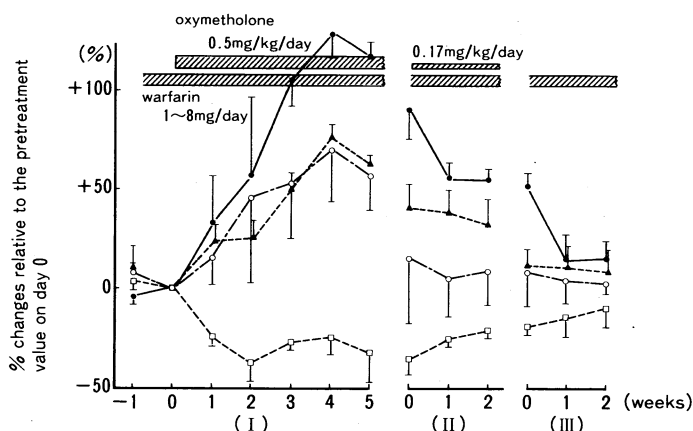 oxymetholone
0.5mg/kg/day
0.17mg/kg/day
warfarin
1~8mg/day
(%)
+100
+50
0
−50
% changes relative to the pretreatment
value on day 0
−1 0 1 2 3 4 5 0 1 2 0 1 2 (weeks)
(I) (II) (III)